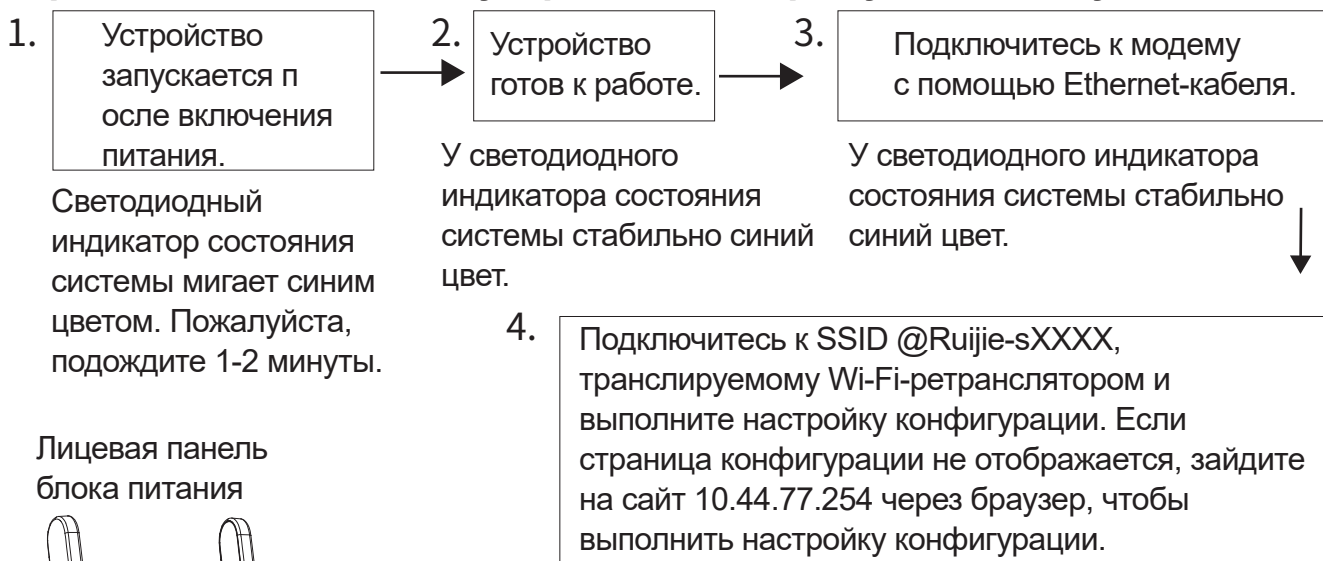 1.
Устройство
запускается п
осле включения
питания.
Светодиодный
индикатор состояния
системы мигает синим
цветом. Пожалуйста,
подождите 1-2 минуты.
2.
Устройство
готов к работе.
У светодиодного
индикатора состояния
системы стабильно синий
цвет.
3.
Подключитесь к модему
с помощью Ethernet-кабеля.
У светодиодного индикатора
состояния системы стабильно
синий цвет.
4.
Подключитесь к SSID @Ruijie-sXXXX,
транслируемому Wi-Fi-ретранслятором и
выполните настройку конфигурации. Если
страница конфигурации не отображается, зайдите
на сайт 10.44.77.254 через браузер, чтобы
выполнить настройку конфигурации.
Лицевая панель
блока питания